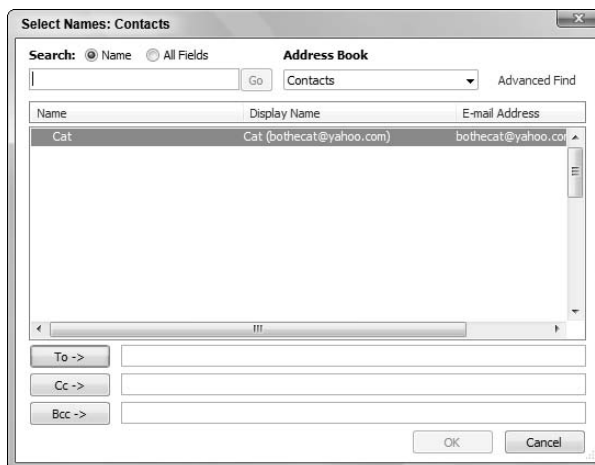 Select Names: Contacts
Search: Name All Fields Address Book
Go Contacts Advanced Find
Name Display Name E-mail Address
Cat Cat (bothecat@yahoo.com) bothecat@yahoo.co
To ->
Cc ->
Bcc ->
OK Cancel